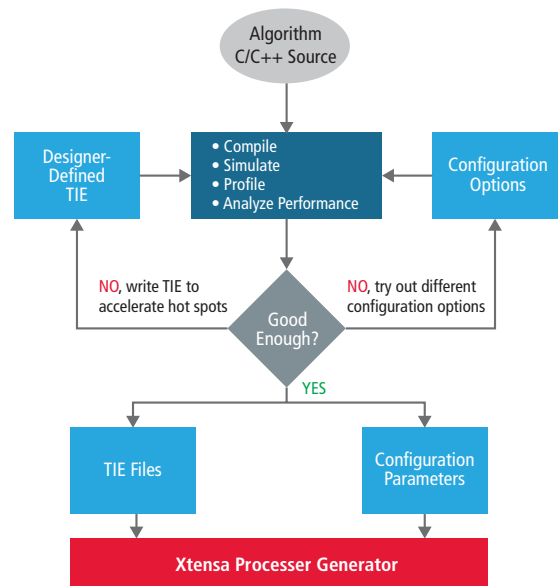 Algorithm
C/C++ Source
Designer-
Defined
TIE
• Compile
• Simulate
• Profile
• Analyze Performance
Configuration
Options
NO, write TIE to
accelerate hot spots
Good
Enough?
NO, try out different
configuration options
YES
TIE Files
Configuration
Parameters
Xtensa Processer Generator